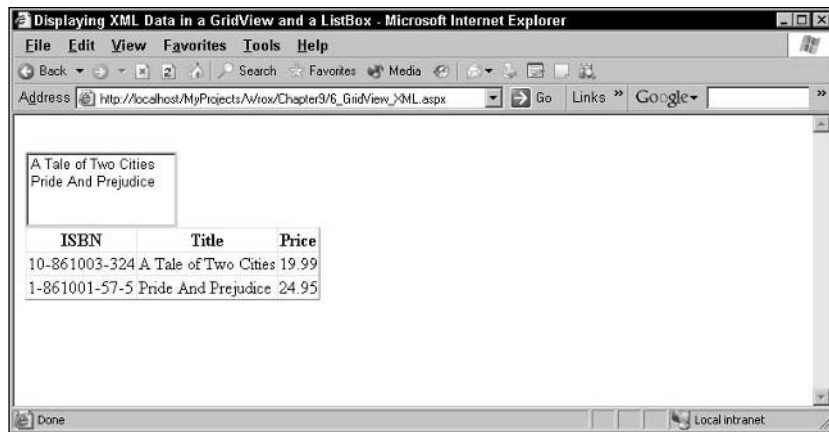 Displaying XML Data in a GridView and a ListBox - Microsoft Internet Explorer
File Edit View Favorites Tools Help
Back Search Favorites Media
Address http://localhost/MyProjects/Wrox/Chapter9/6_GridView_XML.aspx Go Links » Google »
A Tale of Two Cities
Pride And Prejudice
ISBN Title Price
10-861003-324 A Tale of Two Cities 19.99
1-861001-57-5 Pride And Prejudice 24.95
Done Local intranet